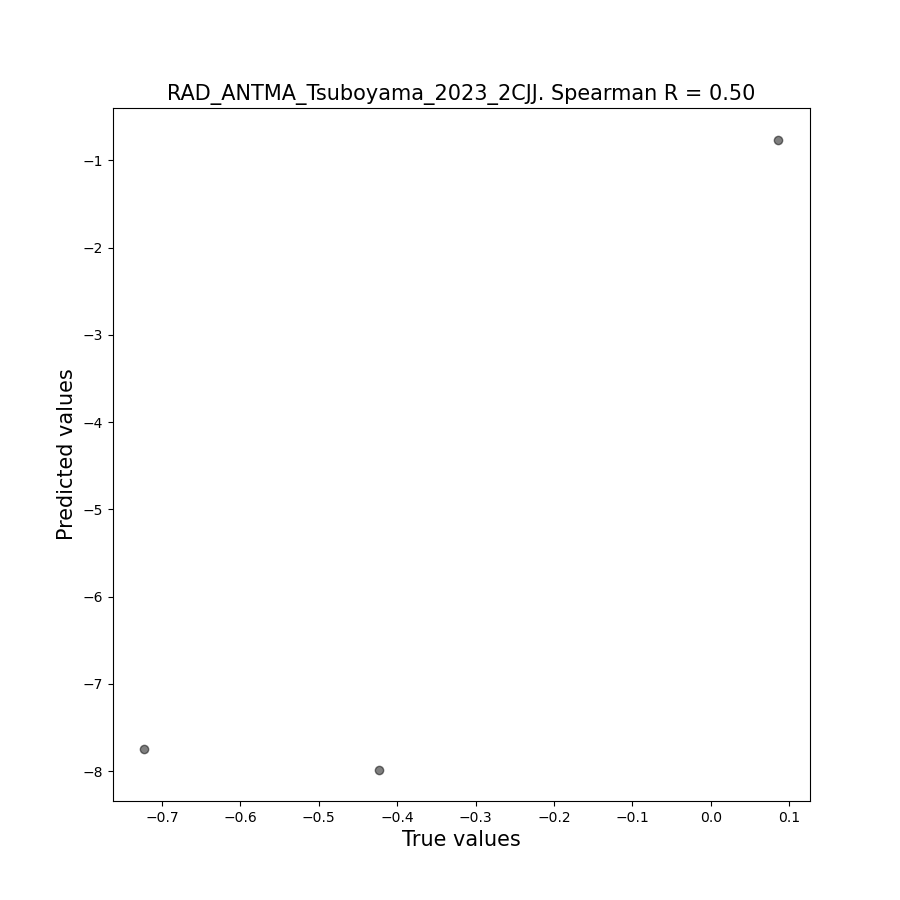 RAD_ANTMA_Tsuboyama_2023_2CJJ. Spearman R = 0.50
−1
−2
−3
−4
−5
−6
−7
−8
Predicted values
−0.7 −0.6 −0.5 −0.4 −0.3 −0.2 −0.1 0.0 0.1
True values